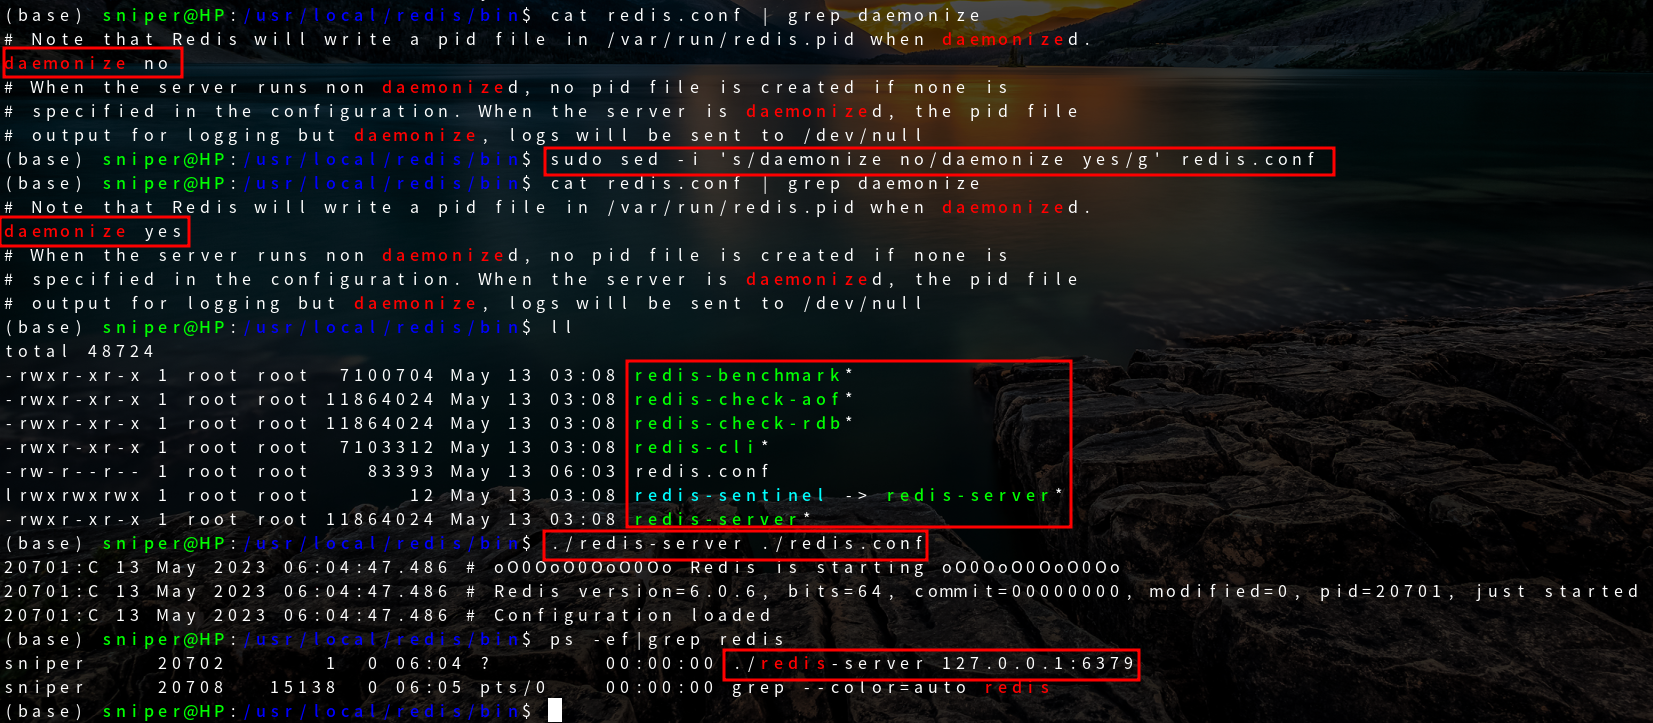 (base) sniper@HP:/usr/local/redis/bin$ cat redis.conf | grep daemonize
# Note that Redis will write a pid file in /var/run/redis.pid when daemonized.
daemonize no
# When the server runs non daemonized, no pid file is created if none is
# specified in the configuration. When the server is daemonized, the pid file
# output for logging but daemonize, logs will be sent to /dev/null
(base) sniper@HP:/usr/local/redis/bin$ sudo sed -i 's/daemonize no/daemonize yes/g' redis.conf
(base) sniper@HP:/usr/local/redis/bin$ cat redis.conf | grep daemonize
# Note that Redis will write a pid file in /var/run/redis.pid when daemonized.
daemonize yes
# When the server runs non daemonized, no pid file is created if none is
# specified in the configuration. When the server is daemonized, the pid file
# output for logging but daemonize, logs will be sent to /dev/null
(base) sniper@HP:/usr/local/redis/bin$ ll
total 48724
-rwxr-xr-x 1 root root  7100704 May 13 03:08 redis-benchmark*
-rwxr-xr-x 1 root root 11864024 May 13 03:08 redis-check-aof*
-rwxr-xr-x 1 root root 11864024 May 13 03:08 redis-check-rdb*
-rwxr-xr-x 1 root root  7103312 May 13 03:08 redis-cli*
-rw-r--r-- 1 root root    83393 May 13 06:03 redis.conf
lrwxrwxrwx 1 root root       12 May 13 03:08 redis-sentinel -> redis-server*
-rwxr-xr-x 1 root root 11864024 May 13 03:08 redis-server*
(base) sniper@HP:/usr/local/redis/bin$ ./redis-server ./redis.conf
20701:C 13 May 2023 06:04:47.486 # oO0OoO0OoO0Oo Redis is starting oO0OoO0OoO0Oo
20701:C 13 May 2023 06:04:47.486 # Redis version=6.0.6, bits=64, commit=00000000, modified=0, pid=20701, just started
20701:C 13 May 2023 06:04:47.486 # Configuration loaded
(base) sniper@HP:/usr/local/redis/bin$ ps -ef|grep redis
sniper     20702       1  0 06:04 ?        00:00:00 ./redis-server 127.0.0.1:6379
sniper     20708   15138  0 06:05 pts/0    00:00:00 grep --color=auto redis
(base) sniper@HP:/usr/local/redis/bin$